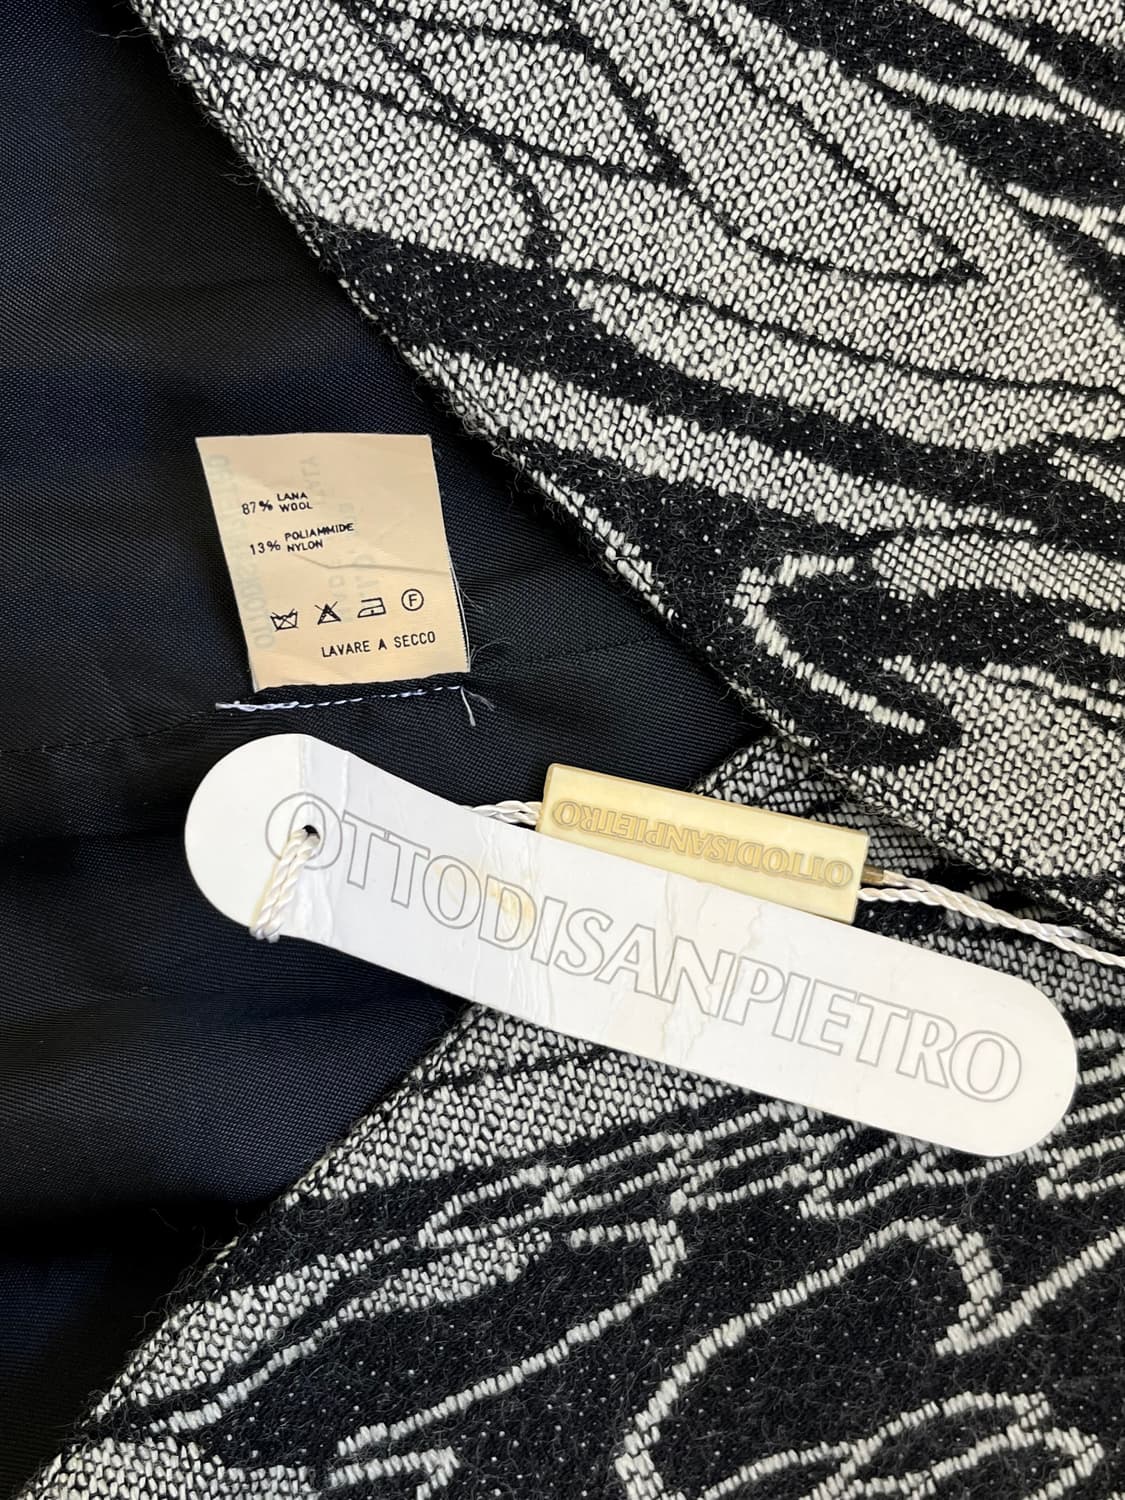 87% LANA
WOOL
13% POLIAMMIDE
NYLON
F
LAVARE A SECCO
OTTODISANPIETRO
OTTODISANPIETRO